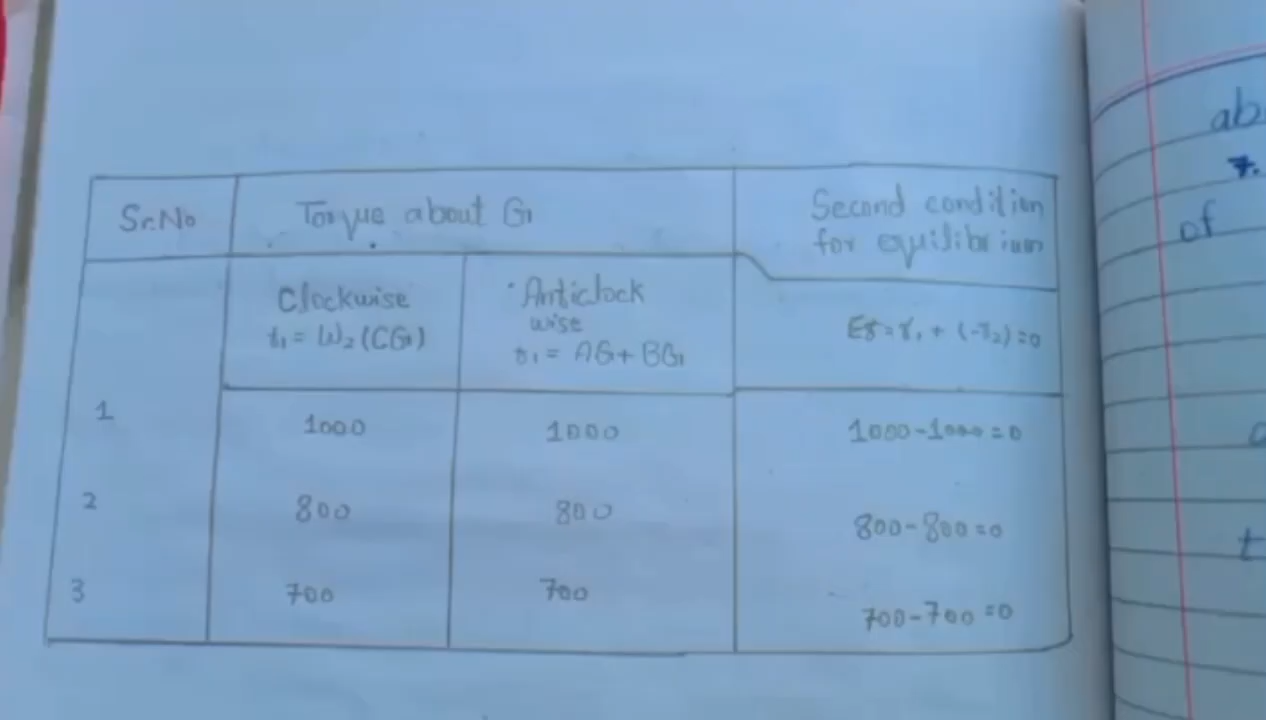 Sr.No
Torque about G
Second condition
for equilibrium
Clockwise
τ1 = W2 (CG)
Anticlock
wise
τ1 = AG + BG
Στ = τ1 + (-τ2) = 0
1
1000
1000
1000-1000 = 0
2
800
800
800-800 = 0
3
700
700
700-700 = 0
ab
7.
of
t